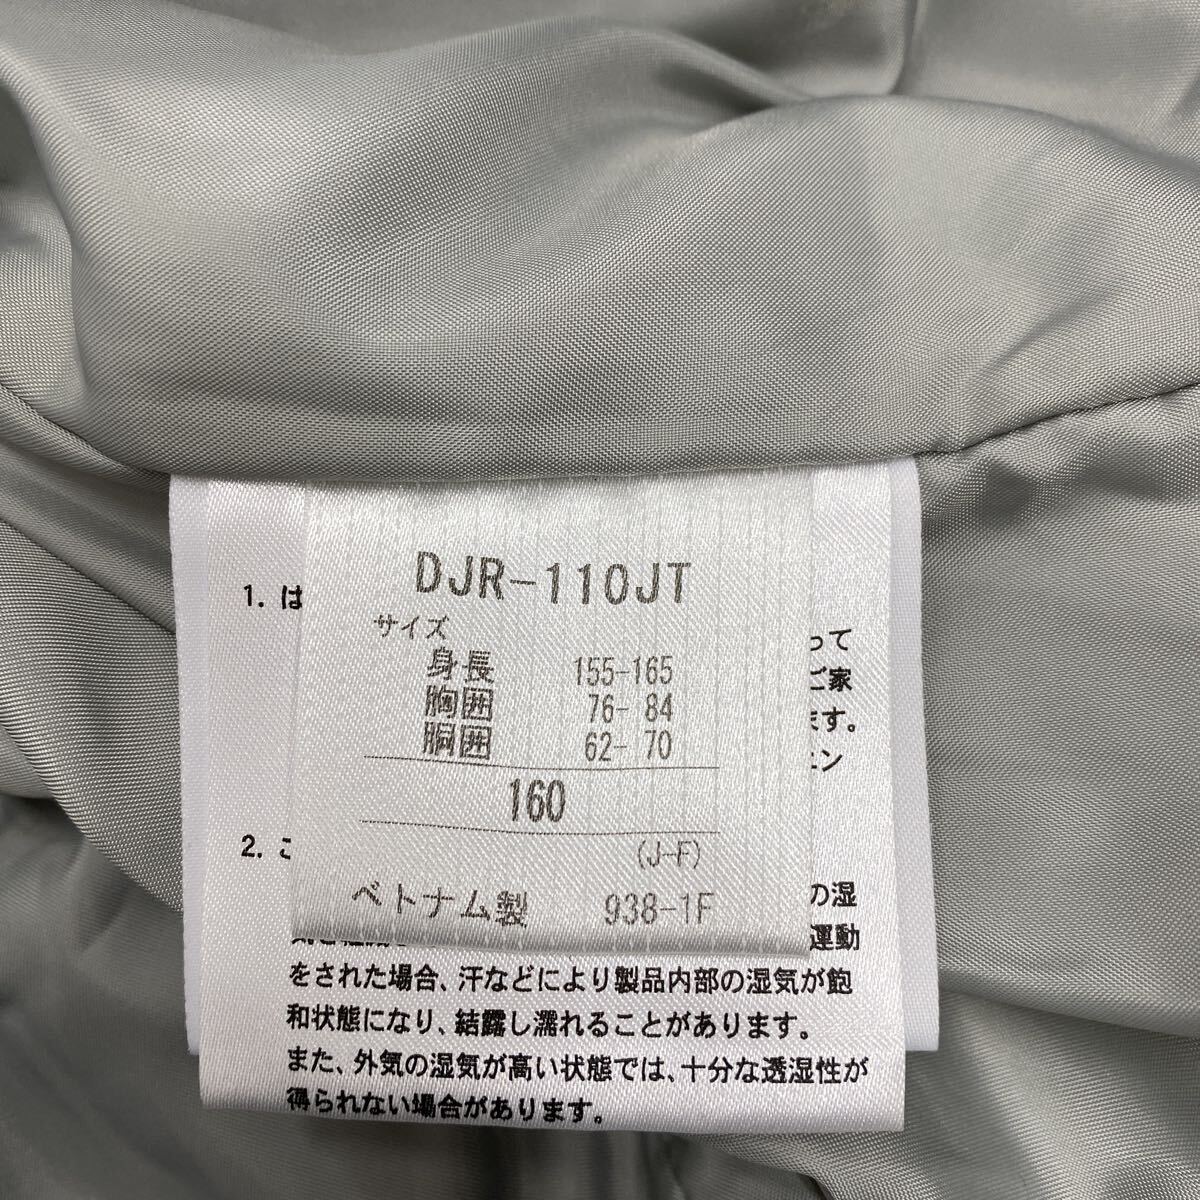 DJR-110JT
サイズ
身長 155-165
胸囲 76- 84
胴囲 62- 70
160
(J-F)
ベトナム製 938-1F
1. は
って
ご家
ます。
ニン
2. こ
の湿
運動
をされた場合、汗などにより製品内部の湿気が飽
和状態になり、結露し濡れることがあります。
また、外気の湿気が高い状態では、十分な透湿性が
得られない場合があります。